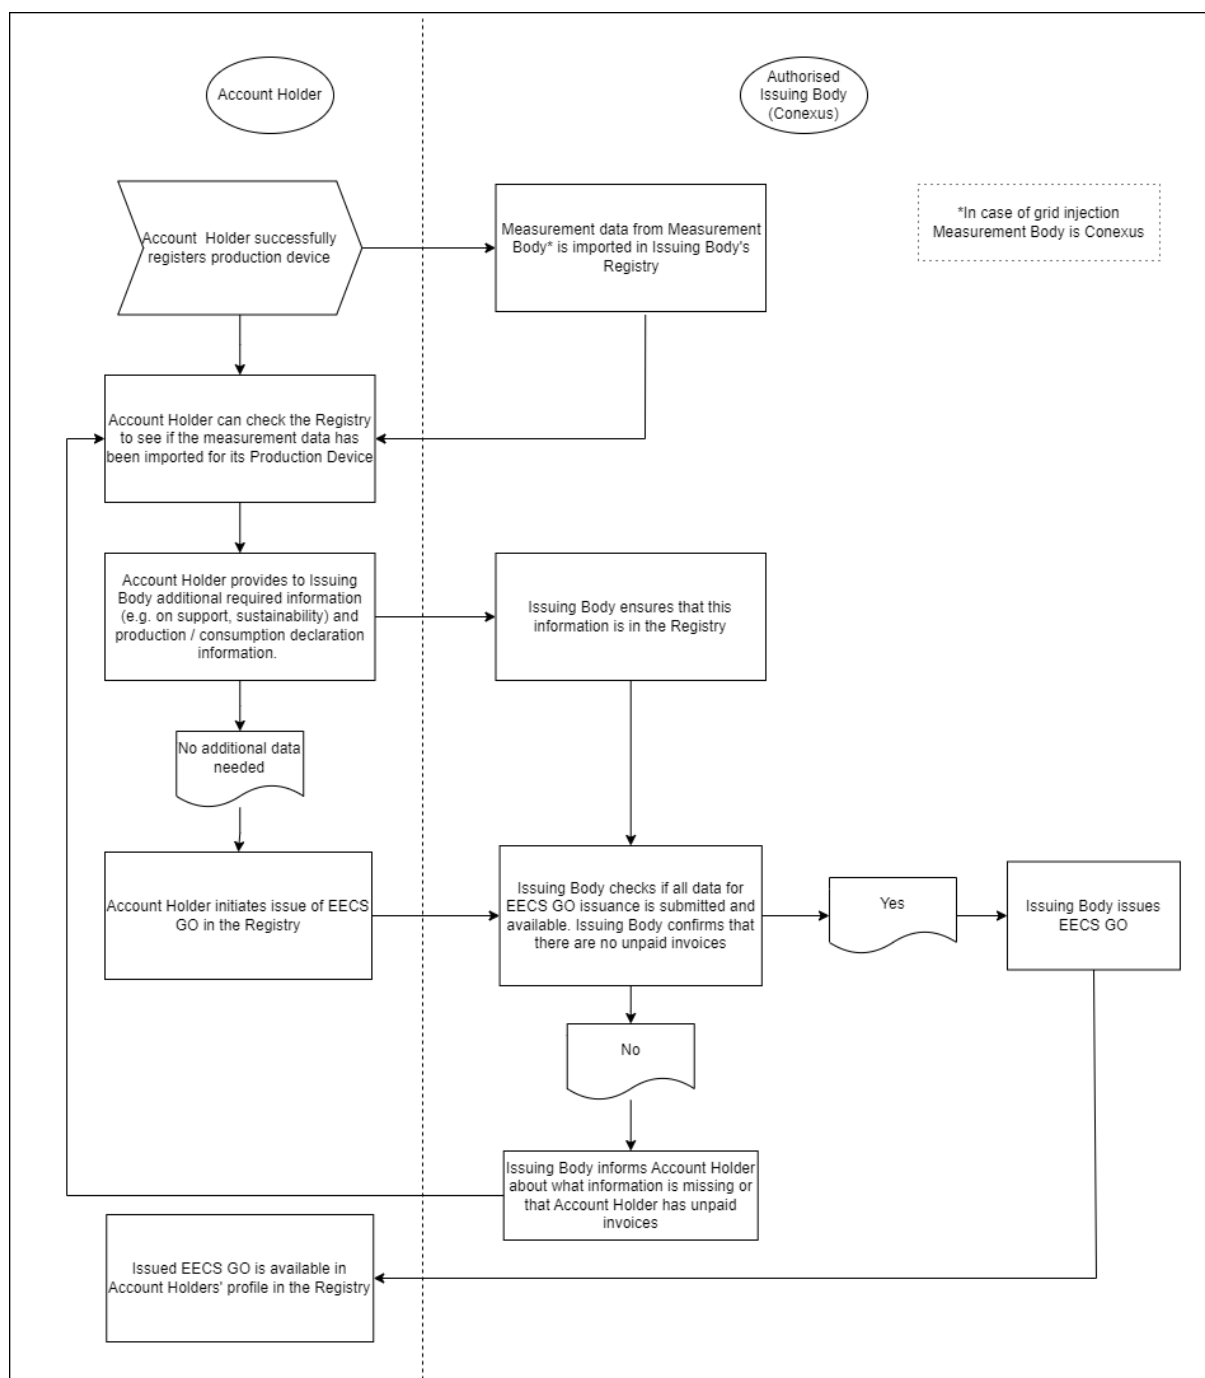 Account Holder
Authorised
Issuing Body
(Conexus)
Account  Holder successfully
registers production device
Measurement data from Measurement
Body* is imported in Issuing Body's
Registry
*In case of grid injection
Measurement Body is Conexus
Account Holder can check the Registry
to see if the measurement data has
been imported for its Production Device
Account Holder provides to Issuing
Body additional required information
(e.g. on support, sustainability) and
production / consumption declaration
information.
Issuing Body ensures that this
information is in the Registry
No additional data
needed
Account Holder initiates issue of EECS
GO in the Registry
Issuing Body checks if all data for
EECS GO issuance is submitted and
available. Issuing Body confirms that
there are no unpaid invoices
Yes
Issuing Body issues
EECS GO
No
Issuing Body informs Account Holder
about what information is missing or
that Account Holder has unpaid
invoices
Issued EECS GO is available in
Account Holders' profile in the Registry